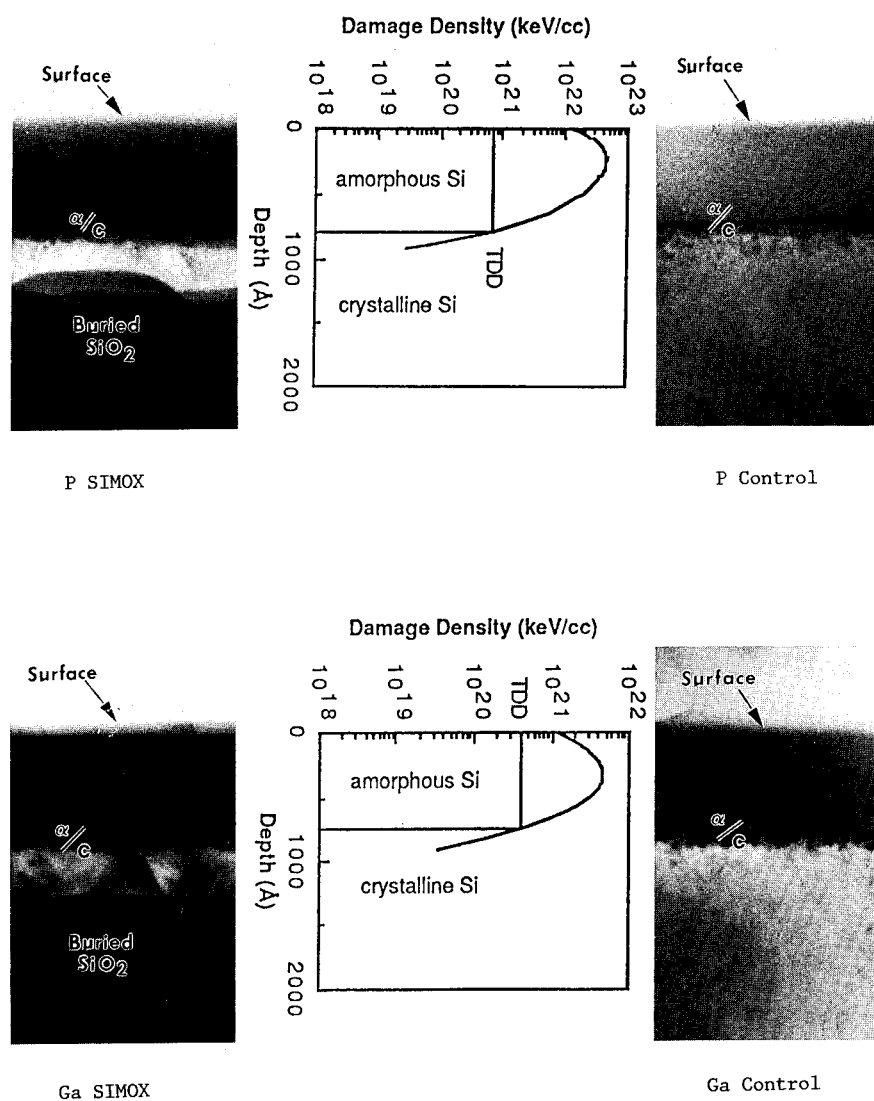 Damage Density (keV/cc)
10^18 10^19 10^20 10^21 10^22 10^23
Surface
Surface
0
amorphous Si
α/c
α/c
1000
TDD
Depth (Å)
crystalline Si
Buried
SiO2
2000
P SIMOX
P Control
Damage Density (keV/cc)
10^18 10^19 10^20 TDD 10^21 10^22
Surface
Surface
0
amorphous Si
α/c
α/c
1000
Depth (Å)
crystalline Si
Buried
SiO2
2000
Ga SIMOX
Ga Control